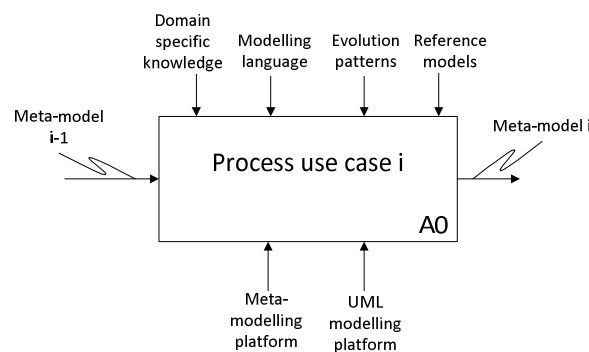 Domain
specific
knowledge
Modelling
language
Evolution
patterns
Reference
models
Meta-model
i-1
Process use case i
A0
Meta-model i
Meta-
modelling
platform
UML
modelling
platform